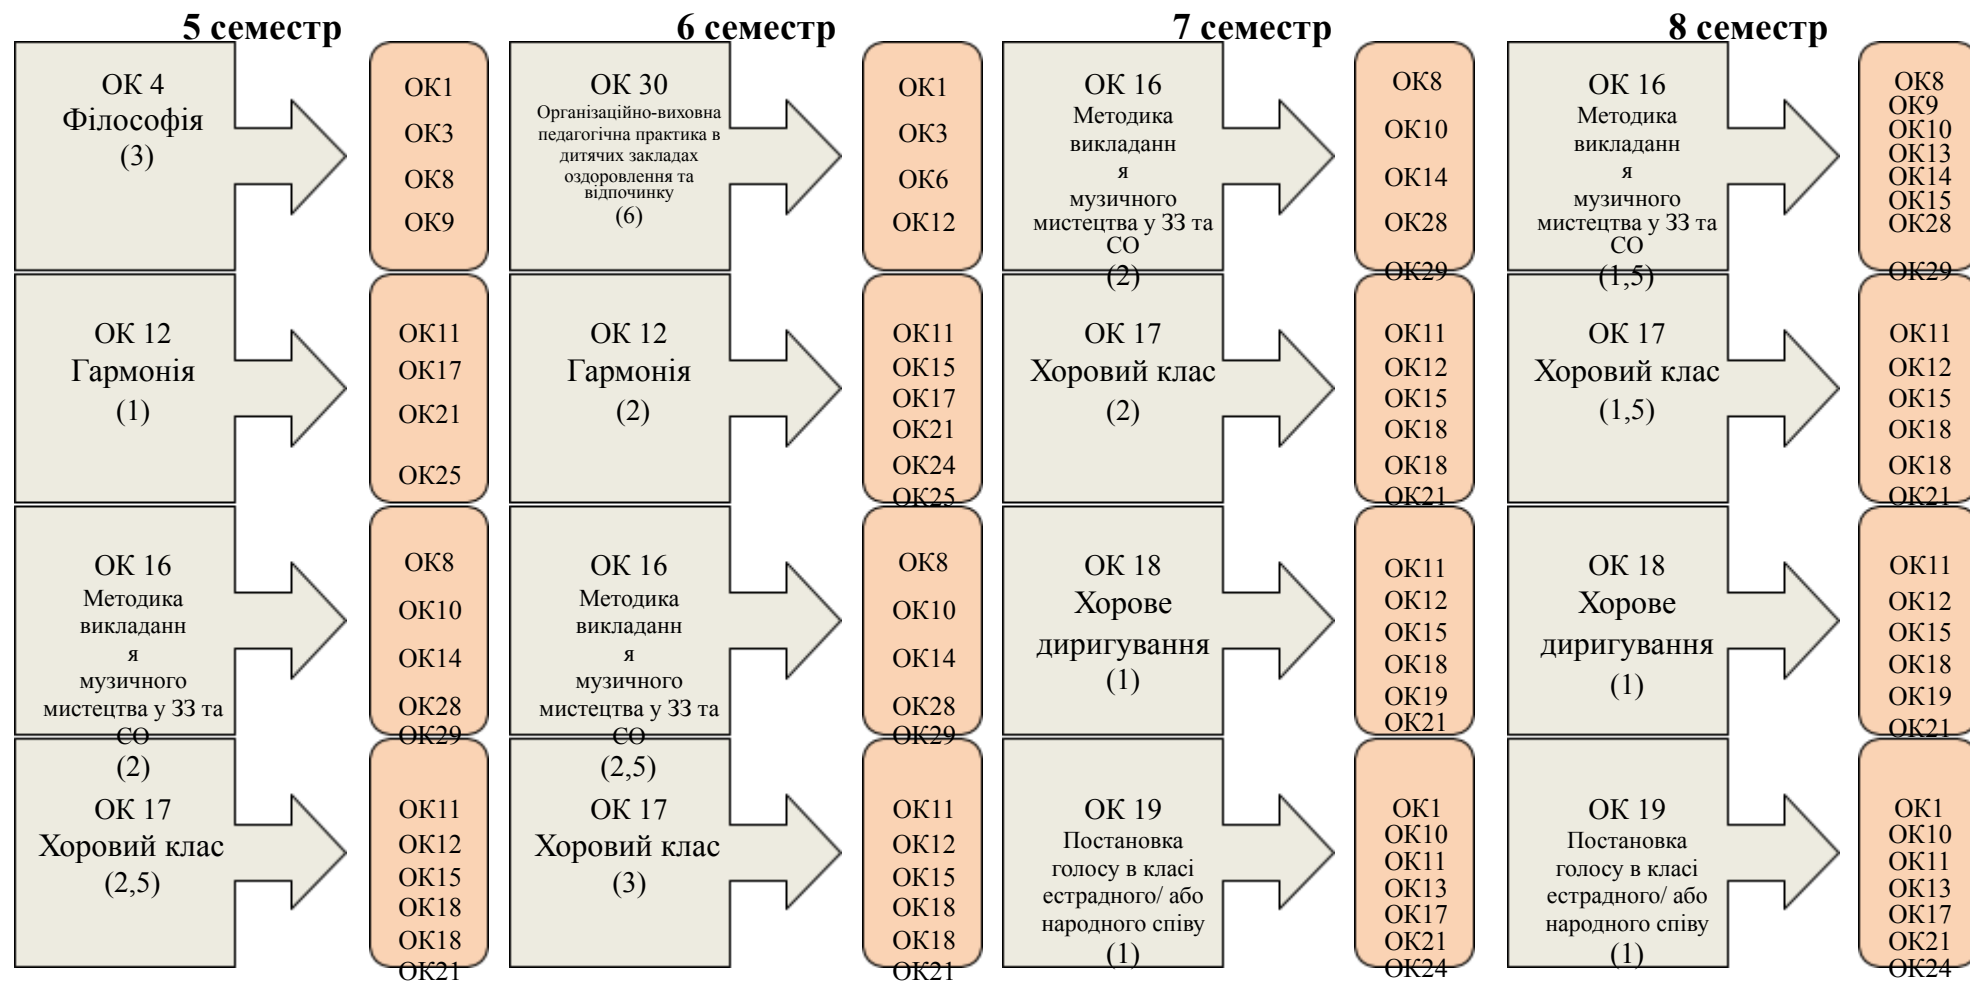 5 семестр
ОК 4
Філософія
(3)
ОК1
ОК3
ОК8
ОК9
ОК 12
Гармонія
(1)
ОК11
ОК17
ОК21
ОК25
ОК 16
Методика
викладанн
я
музичного
мистецтва у ЗЗ та
СО
(2)
ОК8
ОК10
ОК14
ОК28
ОК29
ОК 17
Хоровий клас
(2,5)
ОК11
ОК12
ОК15
ОК18
ОК18
ОК21
6 семестр
ОК 30
Організаційно-виховна
педагогічна практика в
дитячих закладах
оздоровлення та
відпочинку
(6)
ОК1
ОК3
ОК6
ОК12
ОК 12
Гармонія
(2)
ОК11
ОК15
ОК17
ОК21
ОК24
ОК25
ОК 16
Методика
викладанн
я
музичного
мистецтва у ЗЗ та
СО
(2,5)
ОК8
ОК10
ОК14
ОК28
ОК29
ОК 17
Хоровий клас
(3)
ОК11
ОК12
ОК15
ОК18
ОК18
ОК21
7 семестр
ОК 16
Методика
викладанн
я
музичного
мистецтва у ЗЗ та
СО
(2)
ОК8
ОК10
ОК14
ОК28
ОК29
ОК 17
Хоровий клас
(2)
ОК11
ОК12
ОК15
ОК18
ОК18
ОК21
ОК 18
Хорове
диригування
(1)
ОК11
ОК12
ОК15
ОК18
ОК19
ОК21
ОК 19
Постановка
голосу в класі
естрадного/ або
народного співу
(1)
ОК1
ОК10
ОК11
ОК13
ОК17
ОК21
ОК24
8 семестр
ОК 16
Методика
викладанн
я
музичного
мистецтва у ЗЗ та
СО
(1,5)
ОК8
ОК9
ОК10
ОК13
ОК14
ОК15
ОК28
ОК29
ОК 17
Хоровий клас
(1,5)
ОК11
ОК12
ОК15
ОК18
ОК18
ОК21
ОК 18
Хорове
диригування
(1)
ОК11
ОК12
ОК15
ОК18
ОК19
ОК21
ОК 19
Постановка
голосу в класі
естрадного/ або
народного співу
(1)
ОК1
ОК10
ОК11
ОК13
ОК17
ОК21
ОК24